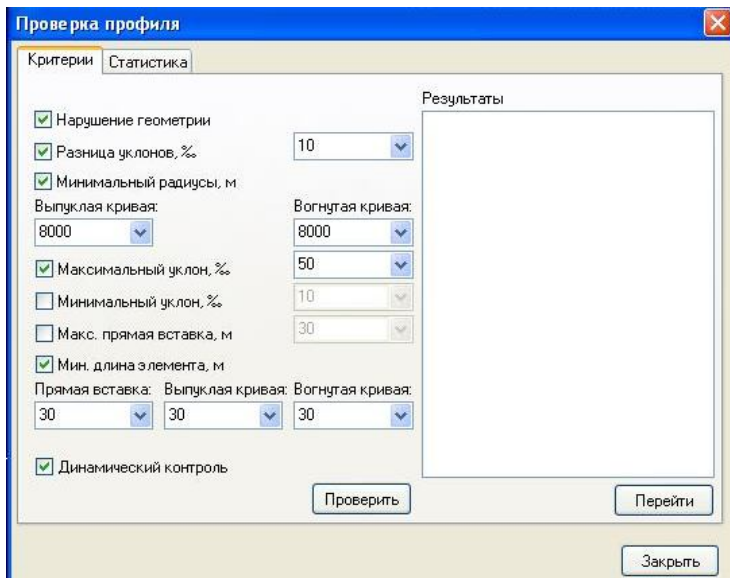 Проверка профиля
Критерии Статистика
Результаты
Нарушение геометрии
Разница уклонов, ‰ 10
Минимальный радиусы, м
Выпуклая кривая: Вогнутая кривая:
8000 8000
Максимальный уклон, ‰ 50
Минимальный уклон, ‰ 10
Макс. прямая вставка, м 30
Мин. длина элемента, м
Прямая вставка: Выпуклая кривая: Вогнутая кривая:
30 30 30
Динамический контроль
Проверить Перейти
Закрыть